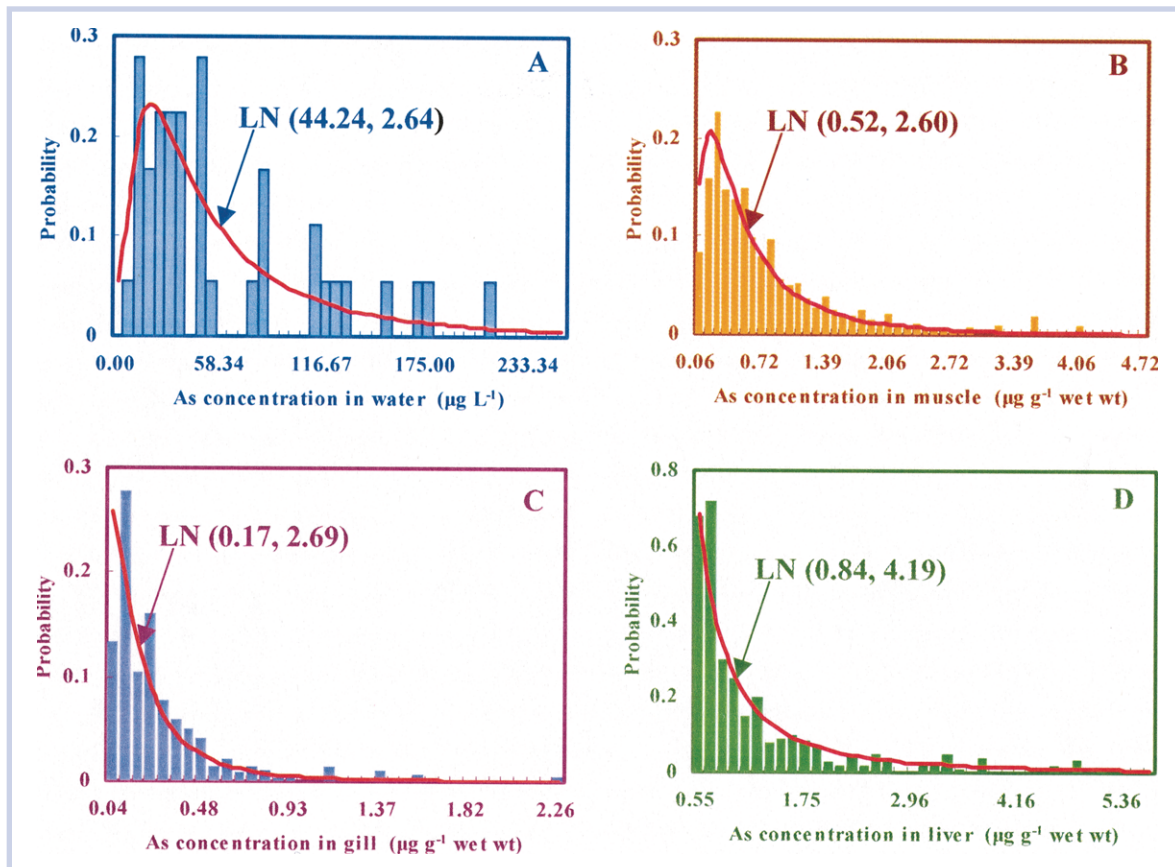 A
0.3
0.2
0.1
0
Probability
LN (44.24, 2.64)
0.00 58.34 116.67 175.00 233.34
As concentration in water (µg L⁻¹)
B
0.3
0.2
0.1
0
Probability
LN (0.52, 2.60)
0.06 0.72 1.39 2.06 2.72 3.39 4.06 4.72
As concentration in muscle (µg g⁻¹ wet wt)
C
0.3
0.2
0.1
0
Probability
LN (0.17, 2.69)
0.04 0.48 0.93 1.37 1.82 2.26
As concentration in gill (µg g⁻¹ wet wt)
D
0.8
0.6
0.4
0.2
0
Probability
LN (0.84, 4.19)
0.55 1.75 2.96 4.16 5.36
As concentration in liver (µg g⁻¹ wet wt)